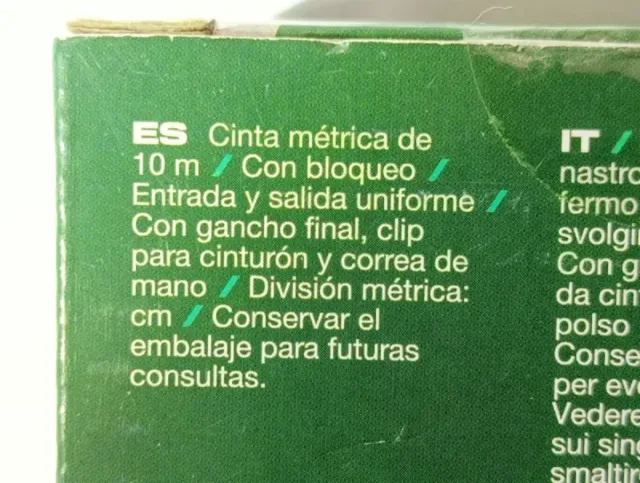 ES Cinta métrica de
10 m / Con bloqueo /
Entrada y salida uniforme /
Con gancho final, clip
para cinturón y correa de
mano / División métrica:
cm / Conservar el
embalaje para futuras
consultas.
IT /
nastro
fermo
svolgi
Con g
da cin
polso
Conse
per eve
Vedere
sui sing
smaltir